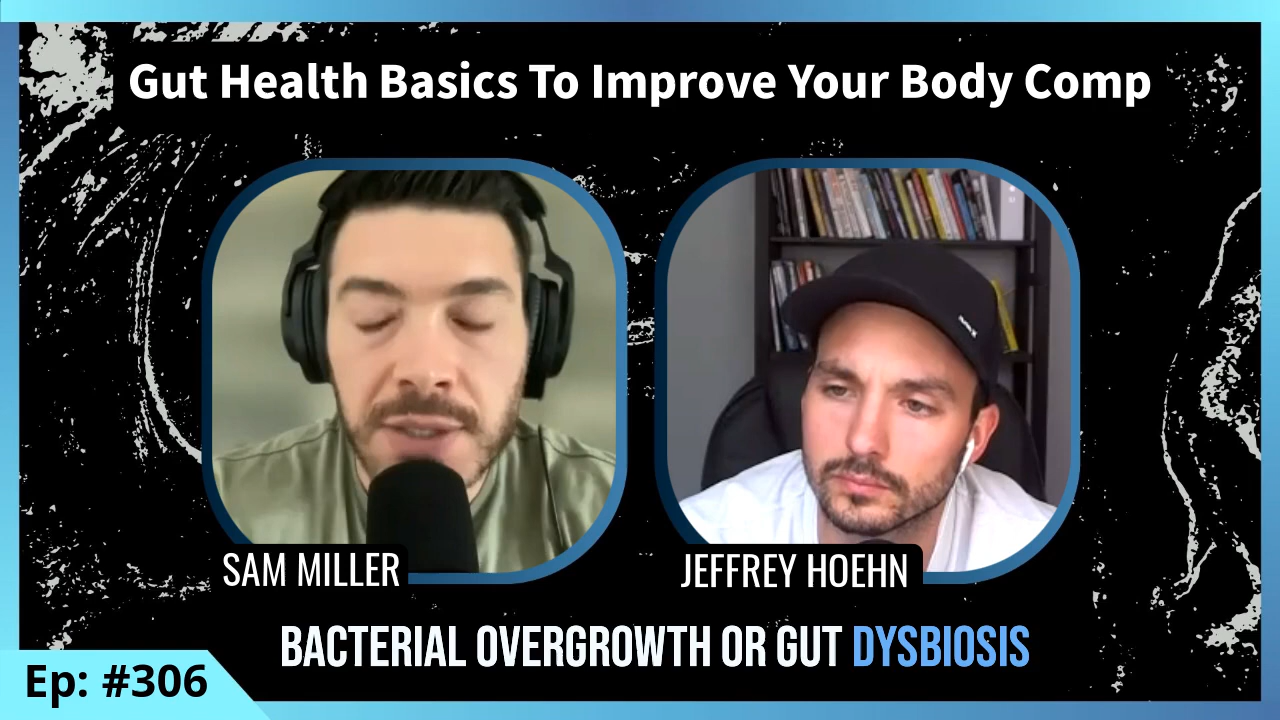 Gut Health Basics To Improve Your Body Comp
SAM MILLER
JEFFREY HOEHN
BACTERIAL OVERGROWTH OR GUT DYSBIOSIS
Ep: #306